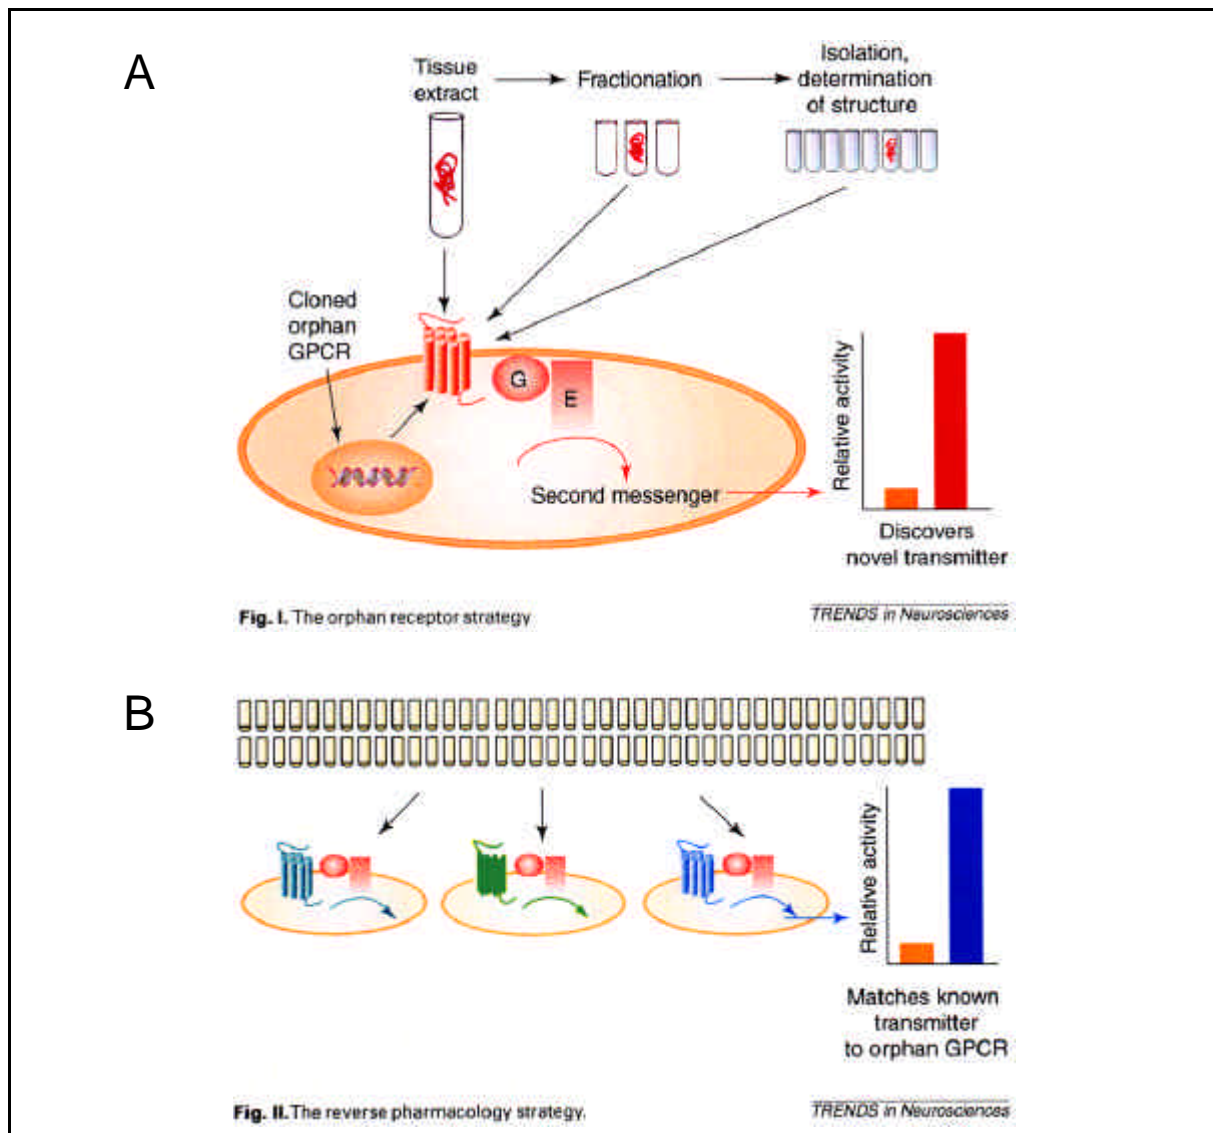 A
Tissue
extract
Fractionation
Isolation,
determination
of structure
Cloned
orphan
GPCR
G
E
Second messenger
Relative activity
Discovers
novel transmitter
Fig. I. The orphan receptor strategy
TRENDS in Neurosciences
B
Relative activity
Matches known
transmitter
to orphan GPCR
Fig. II. The reverse pharmacology strategy.
TRENDS in Neurosciences